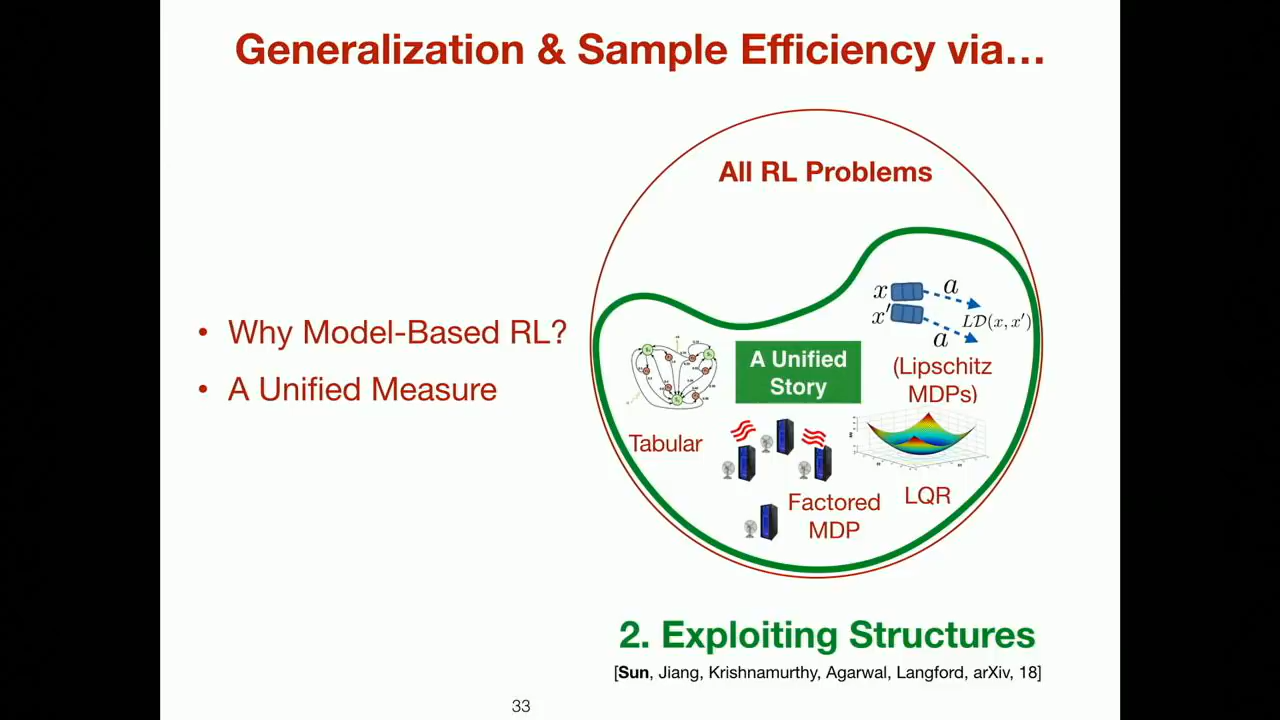 Generalization & Sample Efficiency via…
All RL Problems
• Why Model-Based RL?
• A Unified Measure
x
a
x′
LD(x, x′)
a
(Lipschitz
MDPs)
A Unified
Story
Tabular
LQR
Factored
MDP
2. Exploiting Structures
[Sun, Jiang, Krishnamurthy, Agarwal, Langford, arXiv, 18]
33